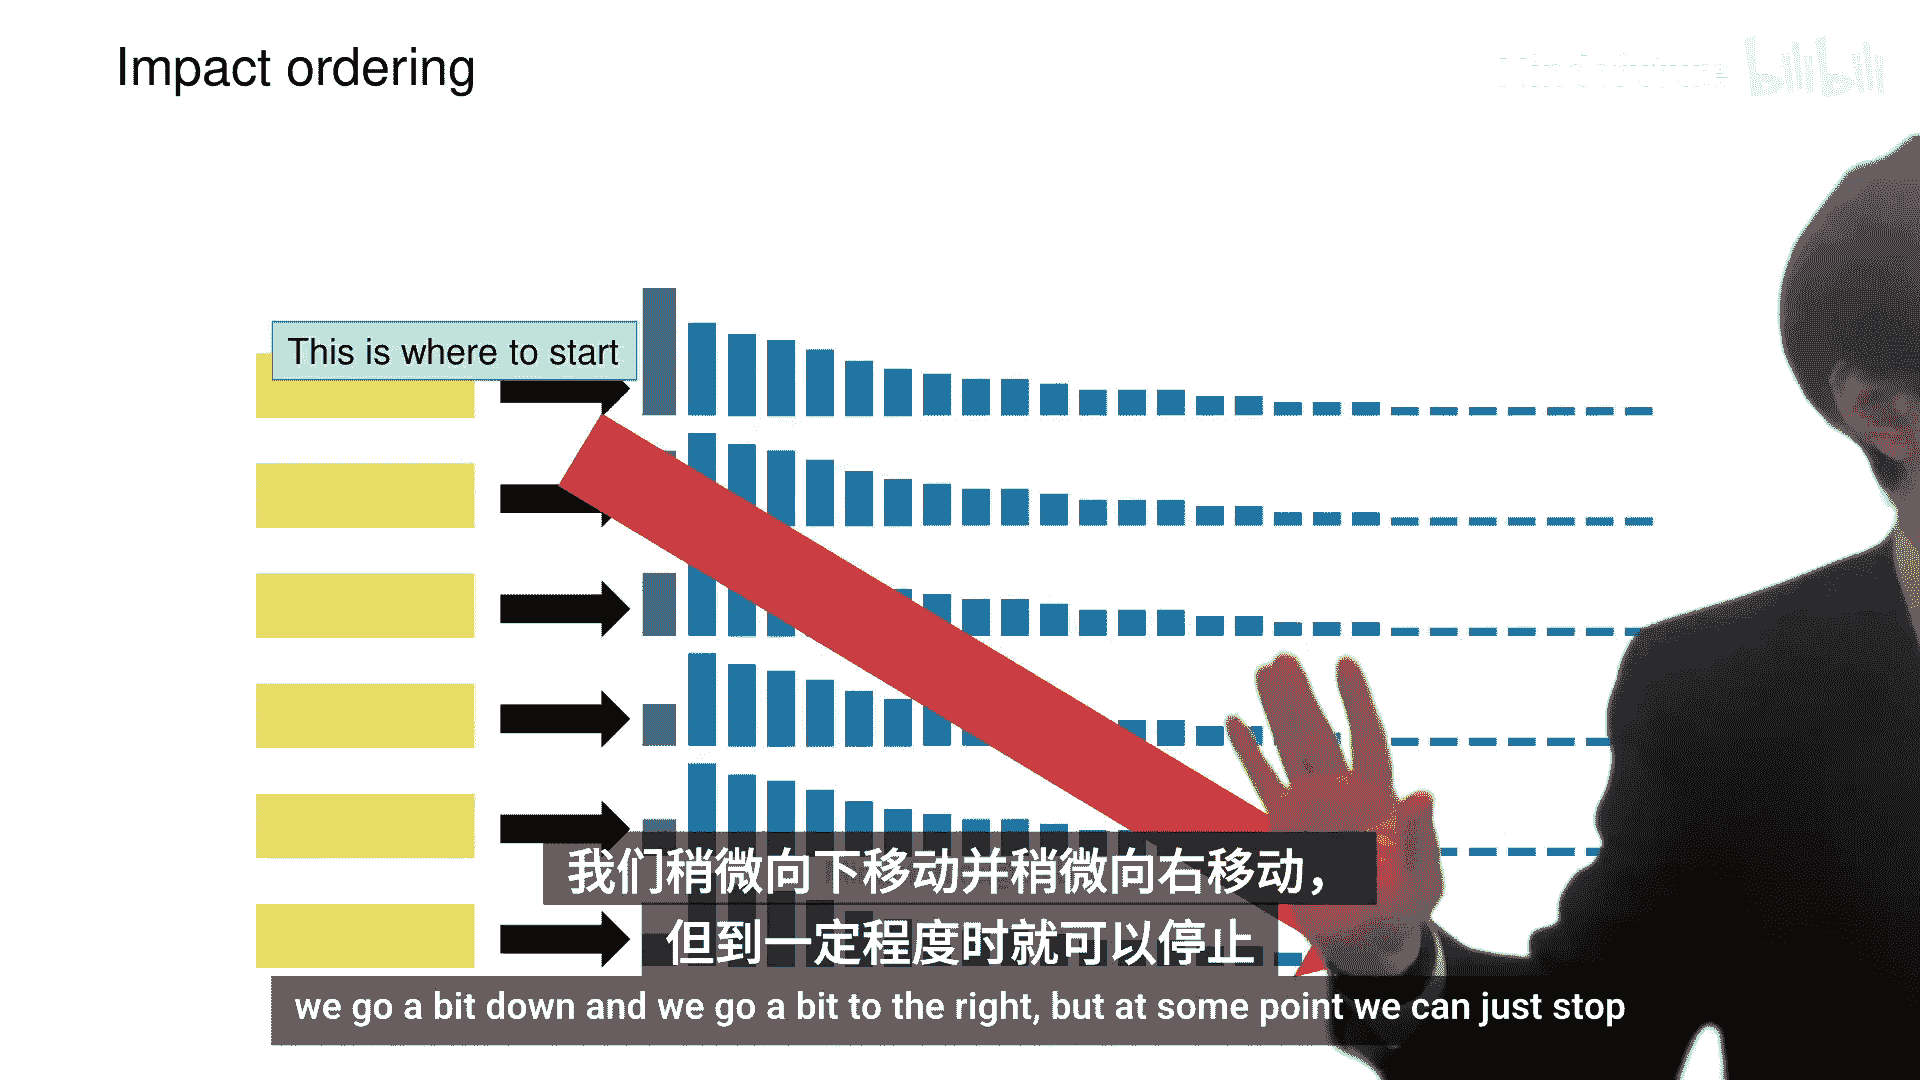 Impact ordering
bilibili
This is where to start
我们稍微向下移动并稍微向右移动，
但到一定程度时就可以停止
we go a bit down and we go a bit to the right, but at some point we can just stop